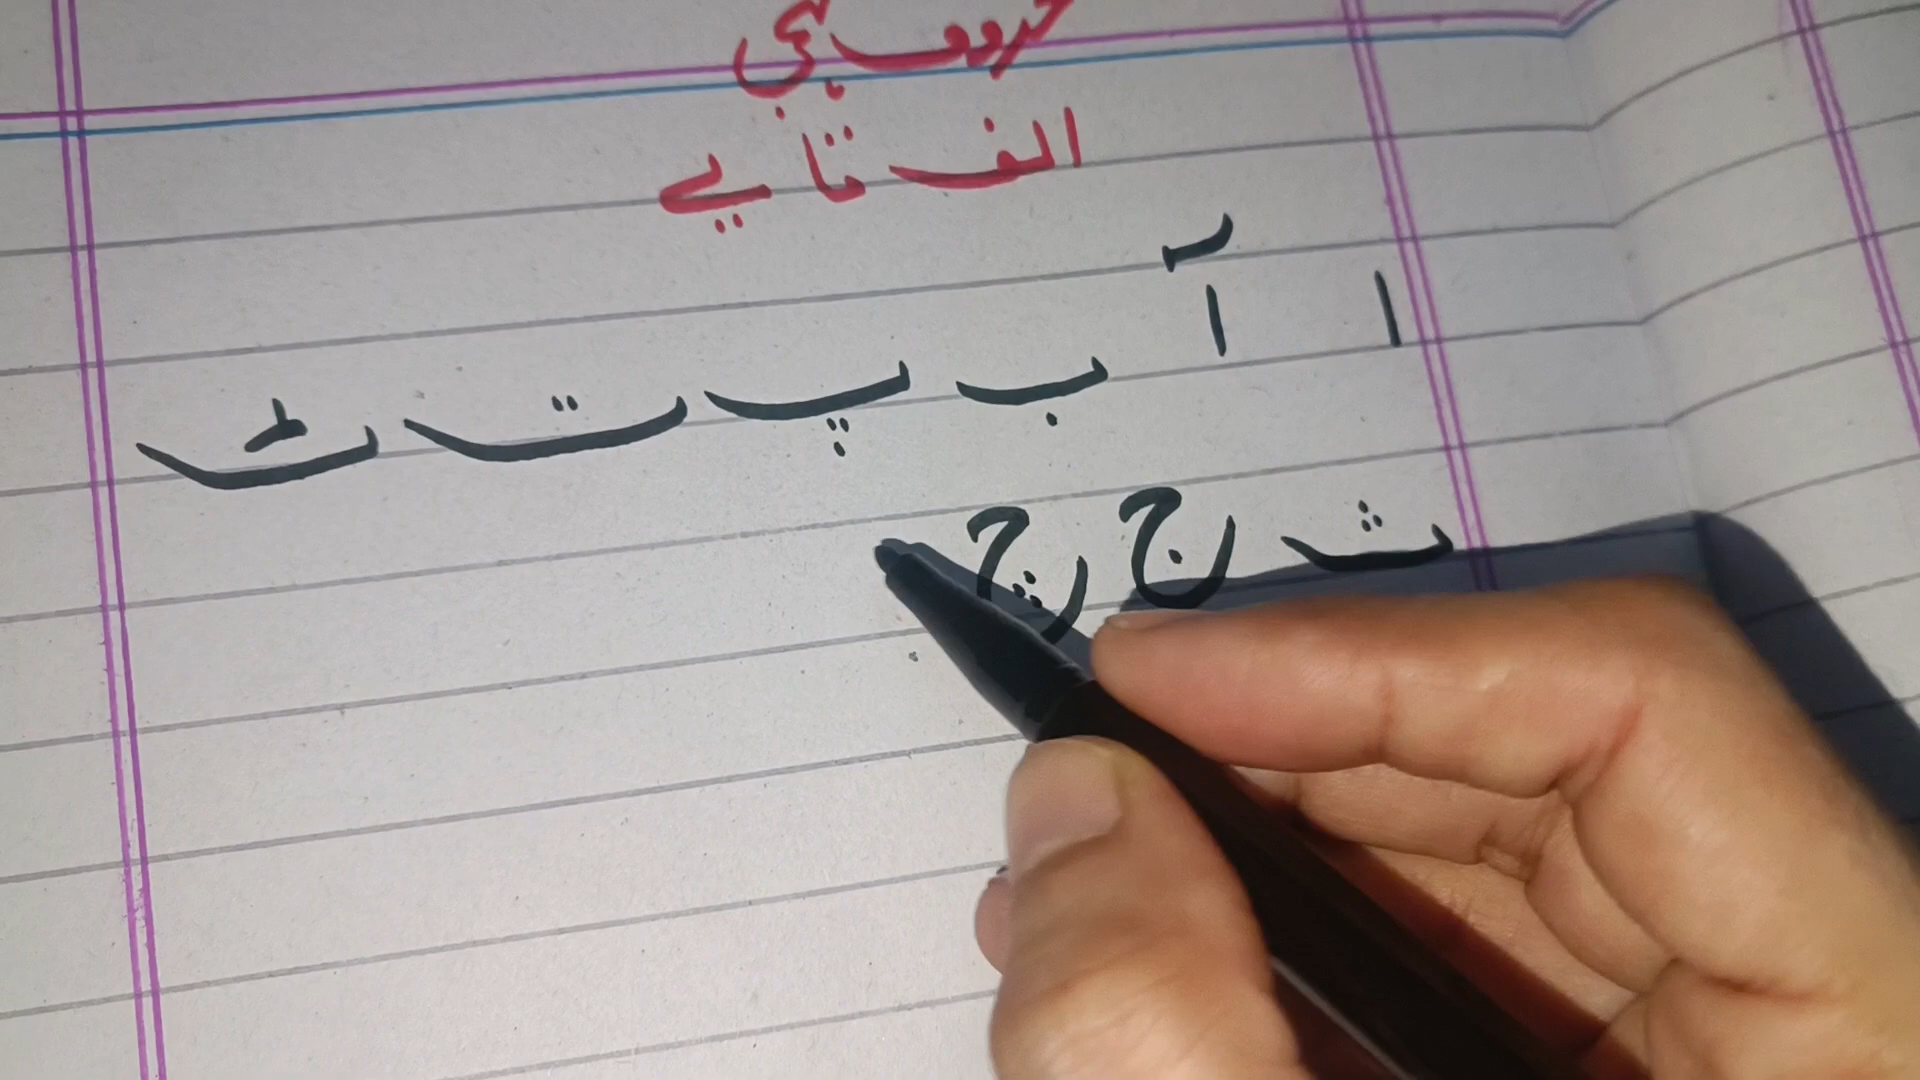 حروف تہجی
الف تا یے
ا آ ب پ ت ٹ
ث ج چ